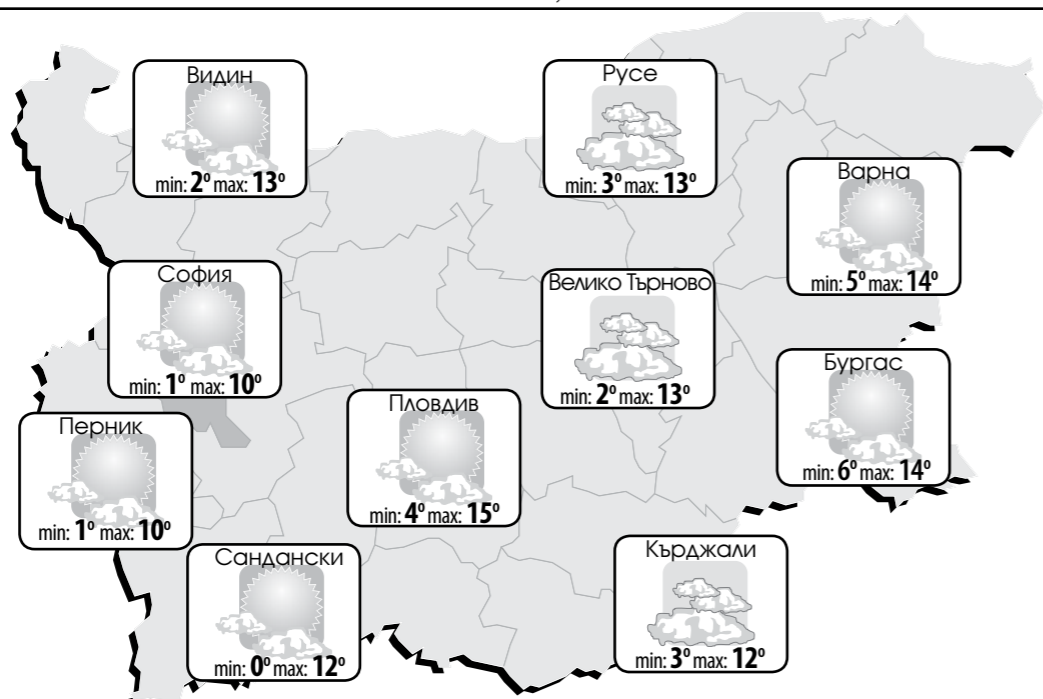 Видин
min: 2° max: 13°
Русе
min: 3° max: 13°
Варна
min: 5° max: 14°
София
min: 1° max: 10°
Велико Търново
min: 2° max: 13°
Бургас
min: 6° max: 14°
Пловдив
min: 4° max: 15°
Перник
min: 1° max: 10°
Сандански
min: 0° max: 12°
Кърджали
min: 3° max: 12°